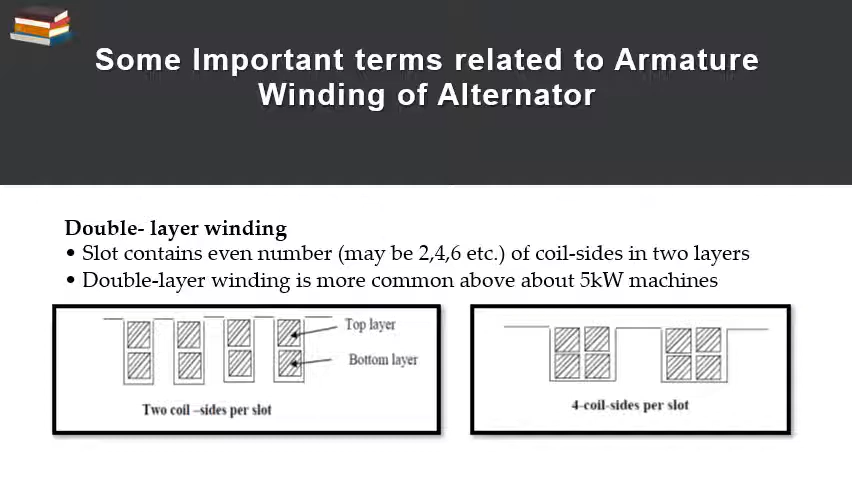 Some Important terms related to Armature
Winding of Alternator
Double- layer winding
• Slot contains even number (may be 2,4,6 etc.) of coil-sides in two layers
• Double-layer winding is more common above about 5kW machines
Top layer
Bottom layer
Two coil –sides per slot
4-coil-sides per slot